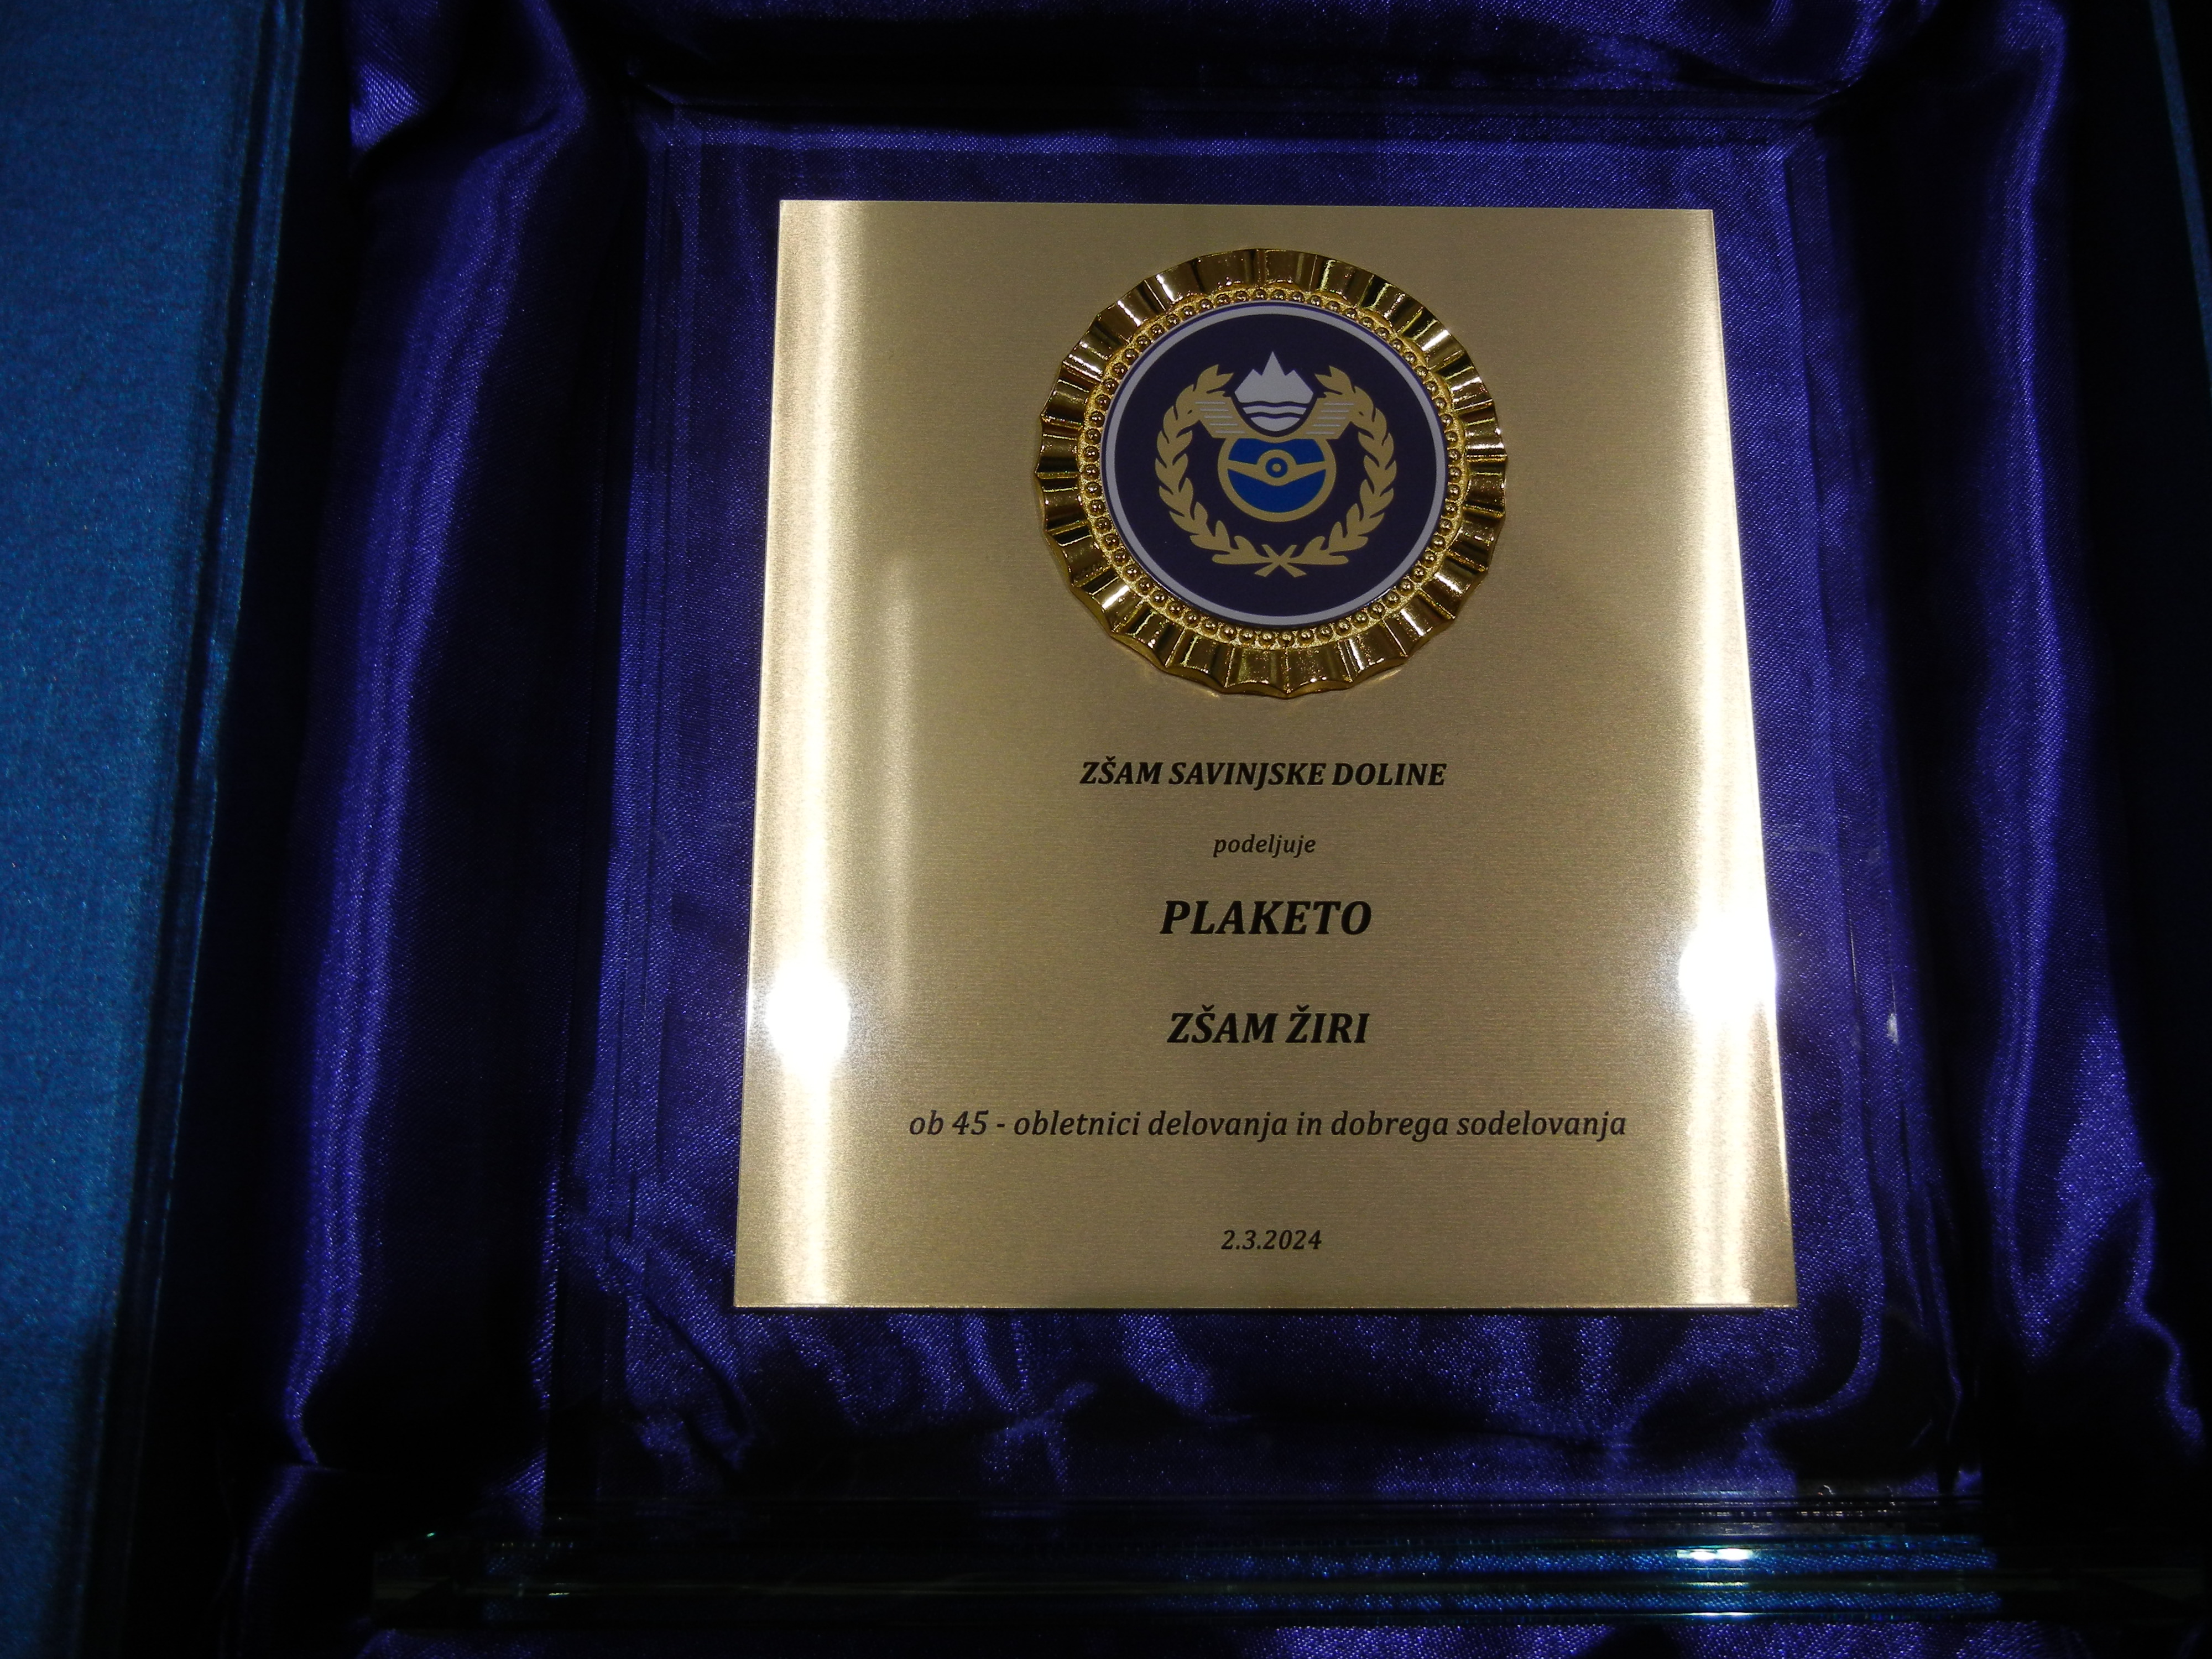 ZŠAM SAVINJSKE DOLINE
podeljuje
PLAKETO
ZŠAM ŽIRI
ob 45 - obletnici delovanja in dobrega sodelovanja
2.3.2024